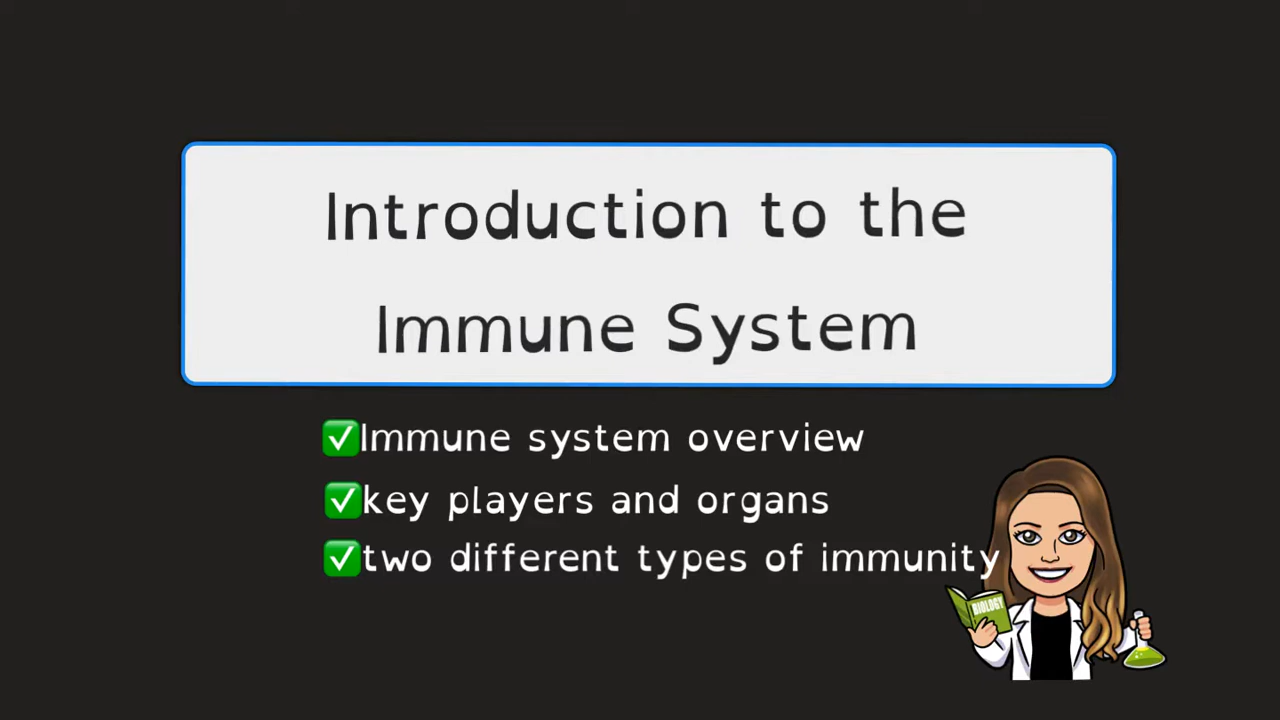 Introduction to the
Immune System
✅Immune system overview
✅key players and organs
✅two different types of immunity
BIOLOGY